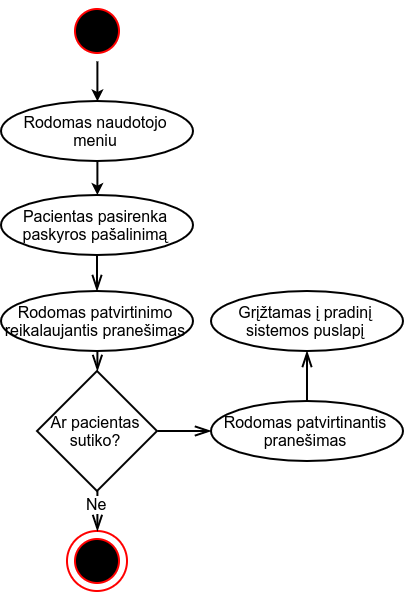 Rodomas naudotojo
meniu
Pacientas pasirenka
paskyros pašalinimą
Rodomas patvirtinimo
reikalaujantis pranešimas
Grįžtamas į pradinį
sistemos puslapį
Ar pacientas
sutiko?
Rodomas patvirtinantis
pranešimas
Ne